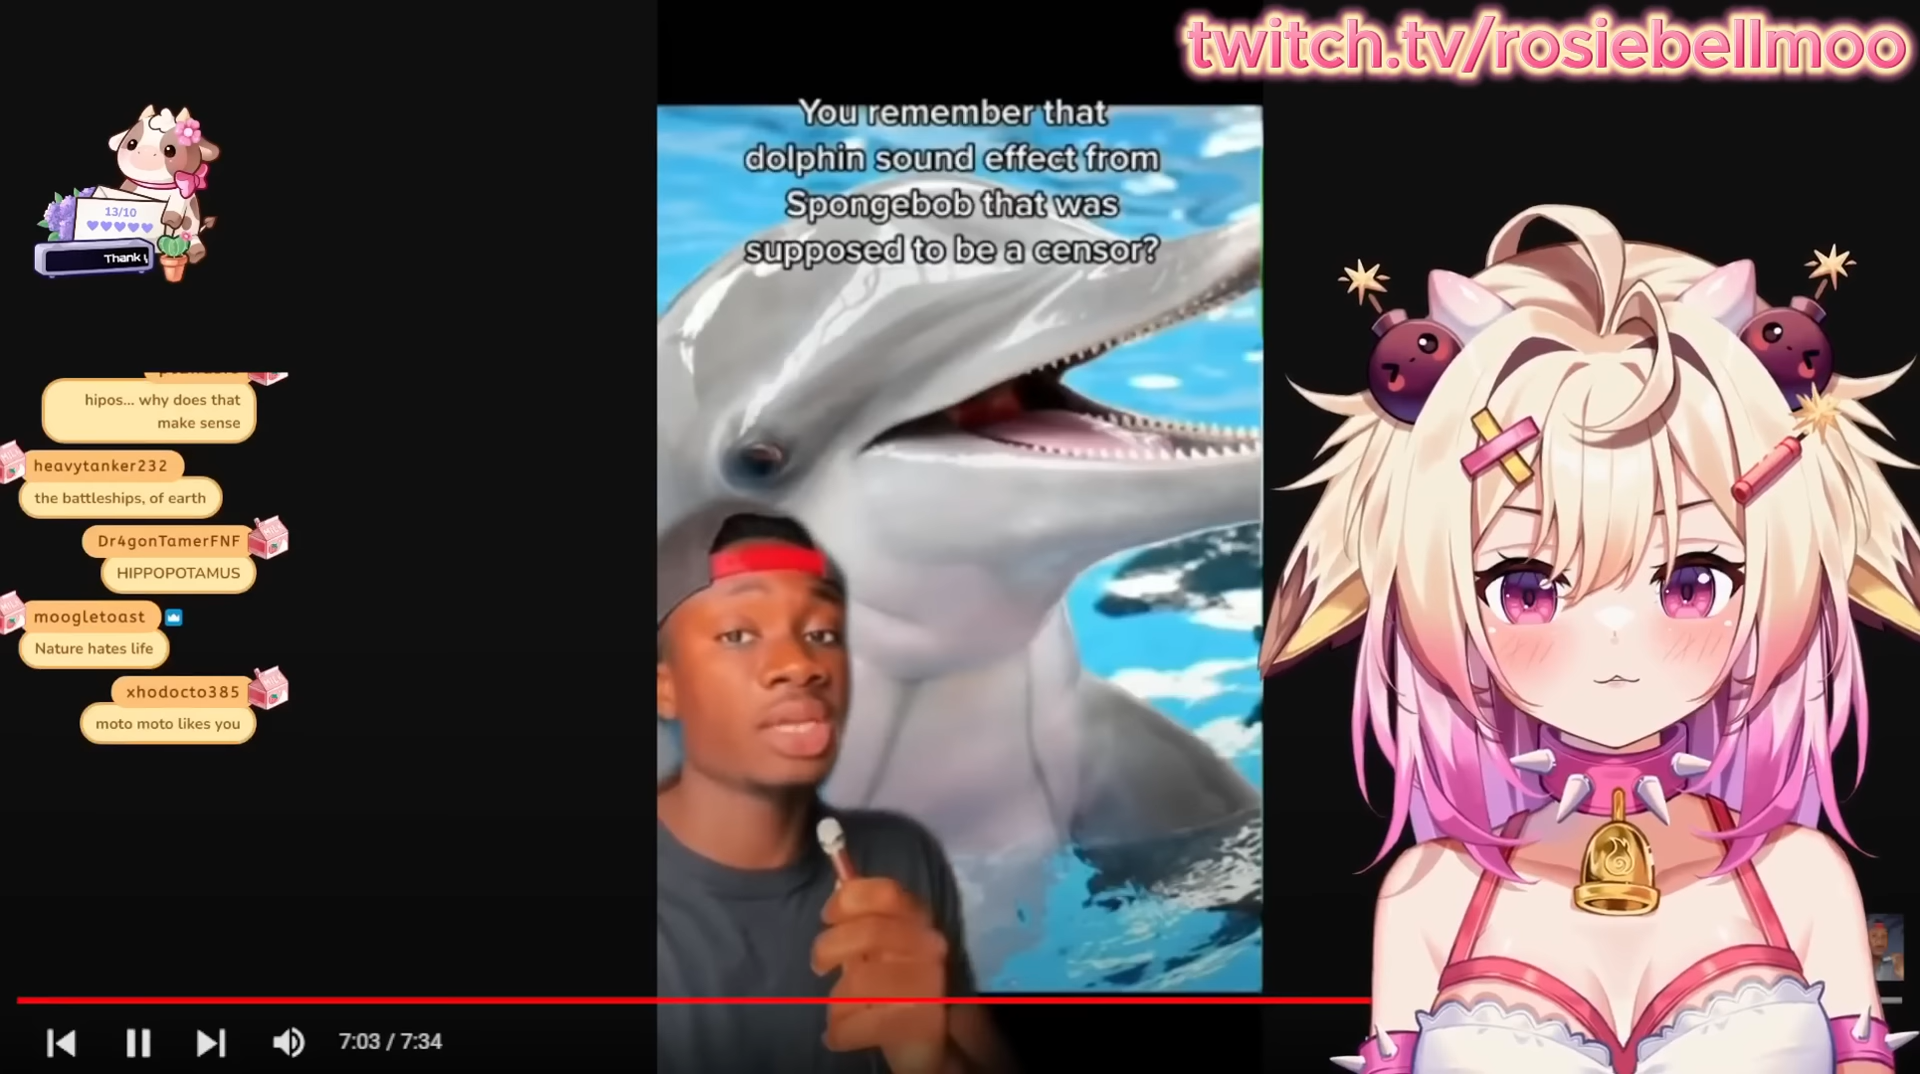 twitch.tv/rosiebellmoo
You remember that
dolphin sound effect from
Spongebob that was
supposed to be a censor?
13/10
Thank
hipos... why does that
make sense
heavytanker232
the battleships, of earth
Dr4gonTamerFNF
HIPPOPOTAMUS
moogletoast
Nature hates life
xhodocto385
moto moto likes you
7:03 / 7:34